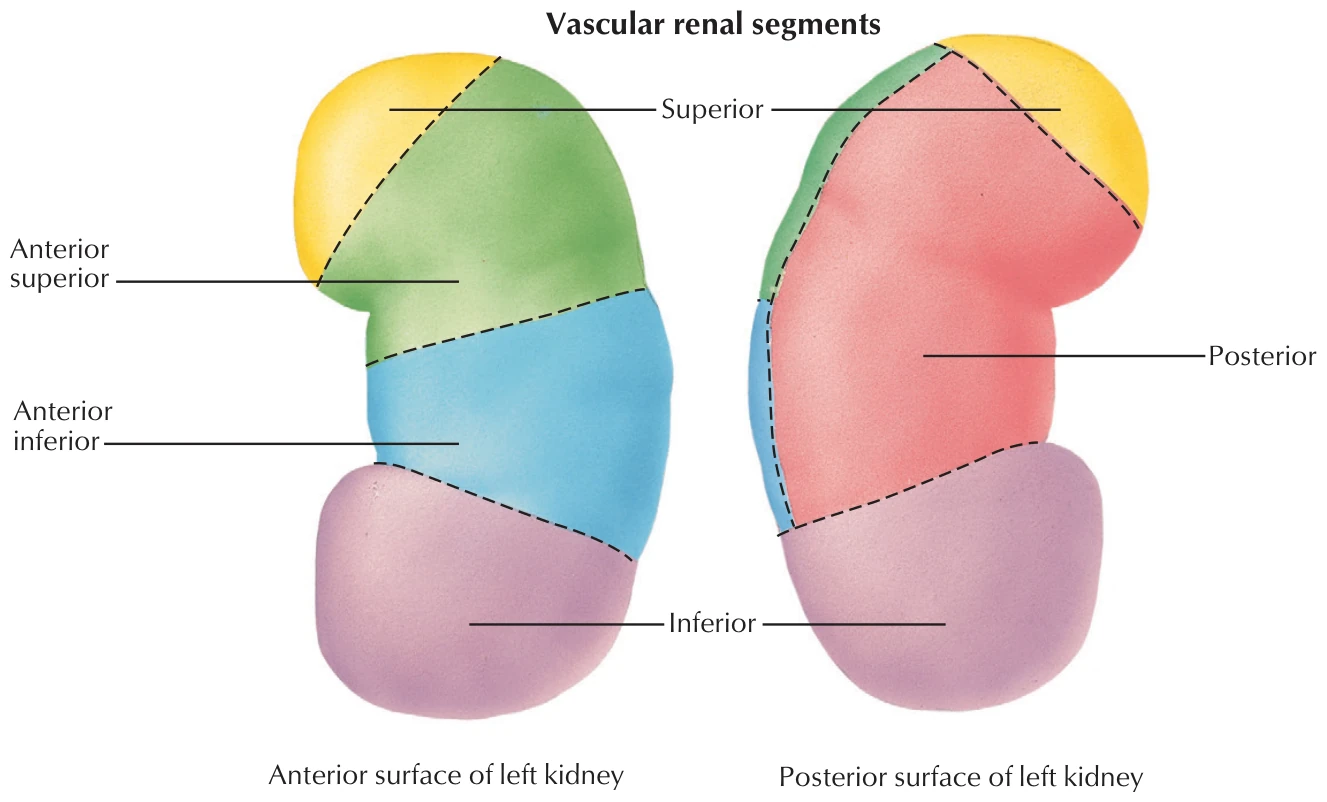 Vascular renal segments
Superior
Anterior
superior
Posterior
Anterior
inferior
Inferior
Anterior surface of left kidney
Posterior surface of left kidney